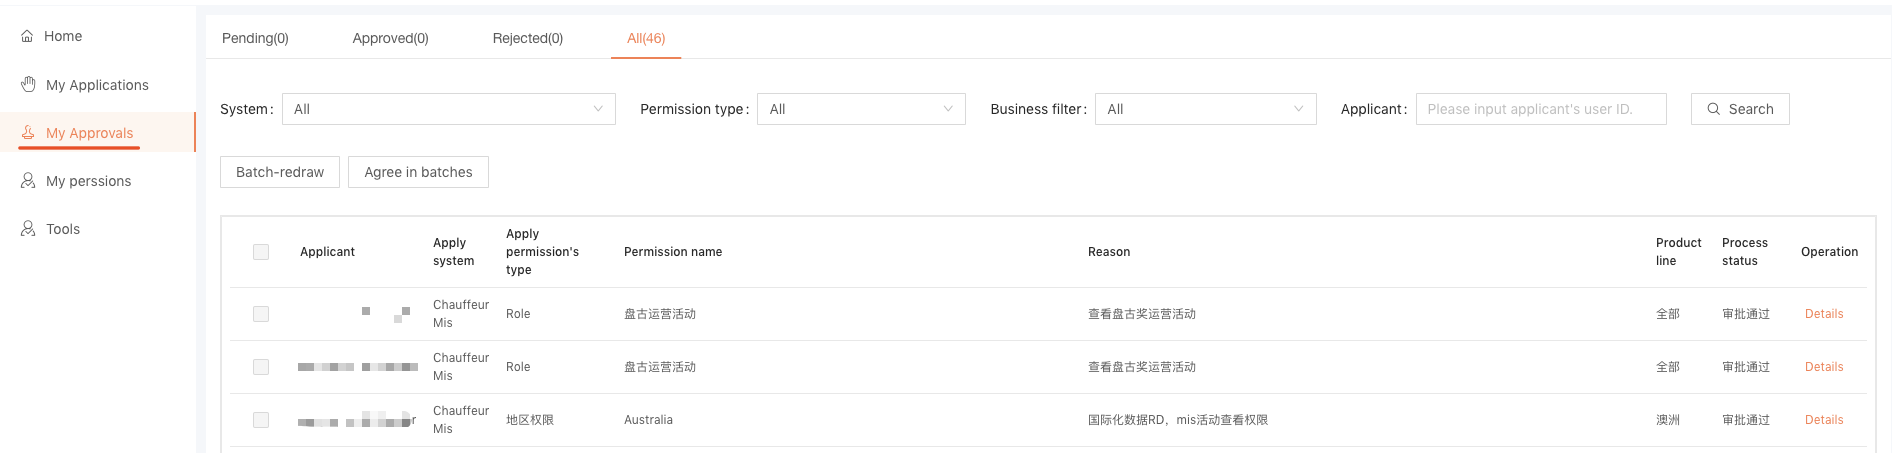 Home
My Applications
My Approvals
My perssions
Tools
Pending(0) Approved(0) Rejected(0) All(46)
System: All Permission type: All Business filter: All Applicant: Please input applicant's user ID. Search
Batch-redraw Agree in batches
Applicant Apply system Apply permission's type Permission name Reason Product line Process status Operation
Chauffeur Mis Role 盘古运营活动 查看盘古奖运营活动 全部 审批通过 Details
Chauffeur Mis Role 盘古运营活动 查看盘古奖运营活动 全部 审批通过 Details
Chauffeur Mis 地区权限 Australia 国际化数据RD，mis活动查看权限 澳洲 审批通过 Details